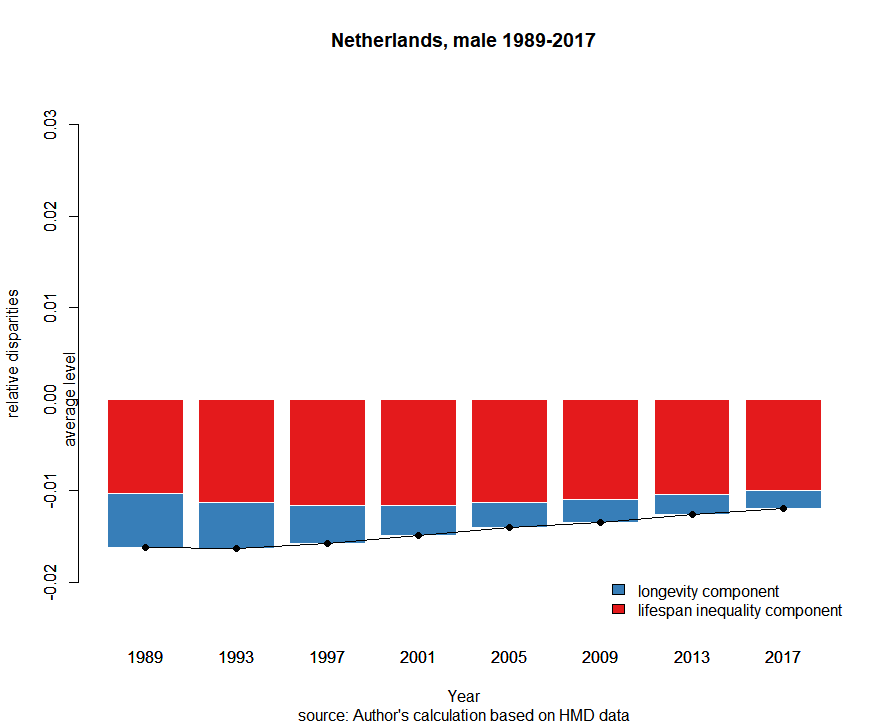 Netherlands, male 1989-2017
0.03
0.02
0.01
0.00
-0.01
-0.02
relative disparities
average level
longevity component
lifespan inequality component
1989 1993 1997 2001 2005 2009 2013 2017
Year
source: Author's calculation based on HMD data